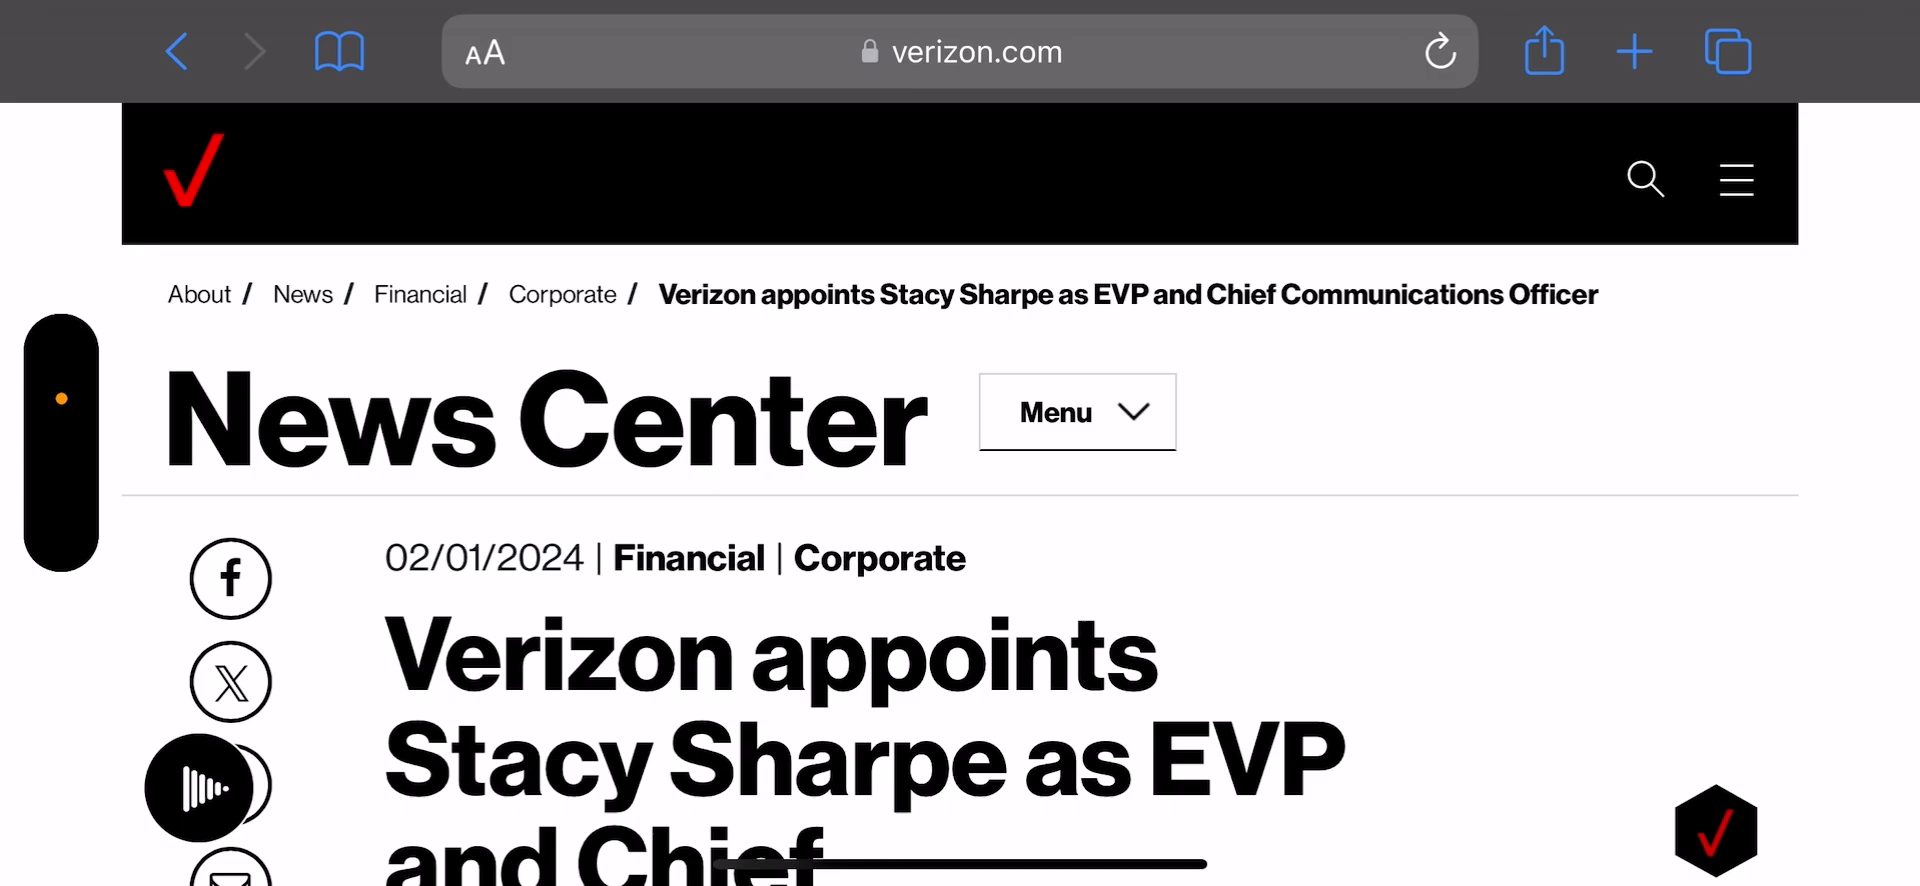 AA verizon.com
About / News / Financial / Corporate / Verizon appoints Stacy Sharpe as EVP and Chief Communications Officer
News Center Menu
02/01/2024 | Financial | Corporate
Verizon appoints
Stacy Sharpe as EVP
and Chief